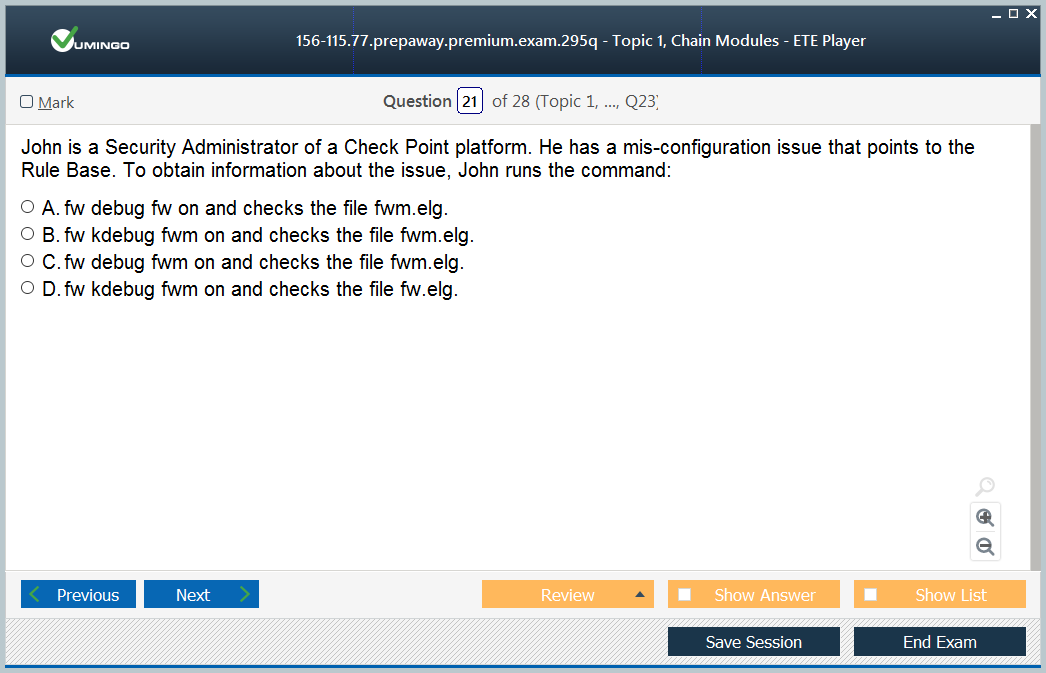 VUMINGO
156-115.77.prepaway.premium.exam.295q - Topic 1, Chain Modules - ETE Player
Mark
Question 21 of 28 (Topic 1, ..., Q23)
John is a Security Administrator of a Check Point platform. He has a mis-configuration issue that points to the
Rule Base. To obtain information about the issue, John runs the command:
A. fw debug fw on and checks the file fwm.elg.
B. fw kdebug fwm on and checks the file fwm.elg.
C. fw debug fwm on and checks the file fwm.elg.
D. fw kdebug fwm on and checks the file fw.elg.
Previous
Next
Review
Show Answer
Show List
Save Session
End Exam